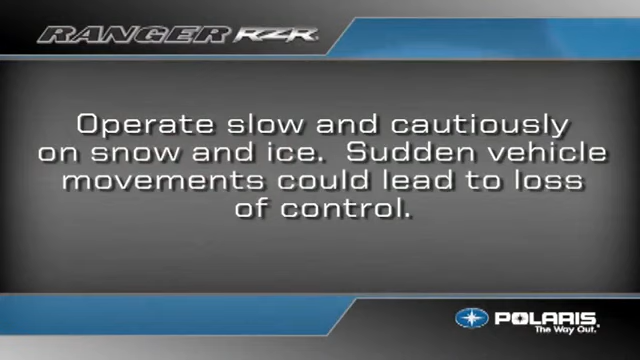 RANGER RZR
Operate slow and cautiously
on snow and ice. Sudden vehicle
movements could lead to loss
of control.
POLARIS
The Way Out.